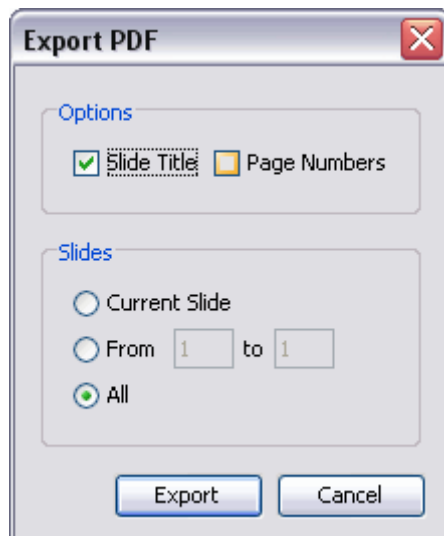 Export PDF
Options
Slide Title Page Numbers
Slides
Current Slide
From 1 to 1
All
Export Cancel